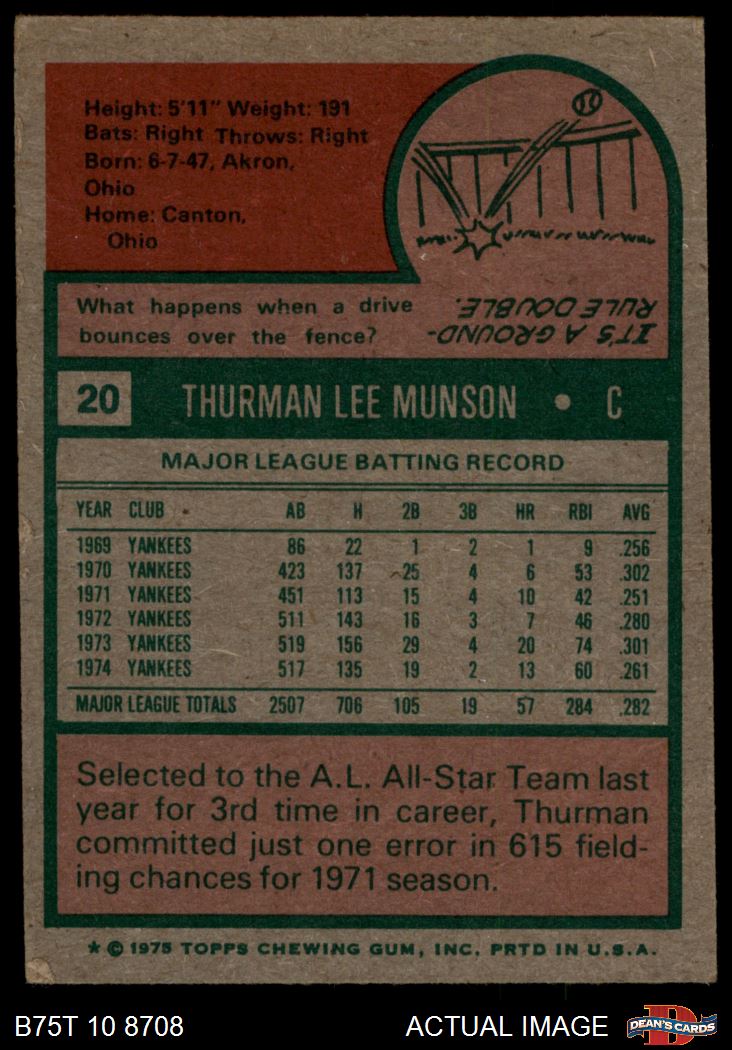 Height: 5'11" Weight: 191
Bats: Right Throws: Right
Born: 6-7-47, Akron,
Ohio
Home: Canton,
Ohio
What happens when a drive
bounces over the fence?
IT'S A GROUND-
RULE DOUBLE.
20 THURMAN LEE MUNSON • C
MAJOR LEAGUE BATTING RECORD
YEAR CLUB AB H 2B 3B HR RBI AVG
1969 YANKEES 86 22 1 2 1 9 .256
1970 YANKEES 423 137 25 4 6 53 .302
1971 YANKEES 451 113 15 4 10 42 .251
1972 YANKEES 511 143 16 3 7 46 .280
1973 YANKEES 519 156 29 4 20 74 .301
1974 YANKEES 517 135 19 2 13 60 .261
MAJOR LEAGUE TOTALS 2507 706 105 19 57 284 .282
Selected to the A.L. All-Star Team last
year for 3rd time in career, Thurman
committed just one error in 615 field-
ing chances for 1971 season.
* © 1975 TOPPS CHEWING GUM, INC. PRTD IN U.S.A.
B75T 10 8708 ACTUAL IMAGE
D
DEAN'S CARDS